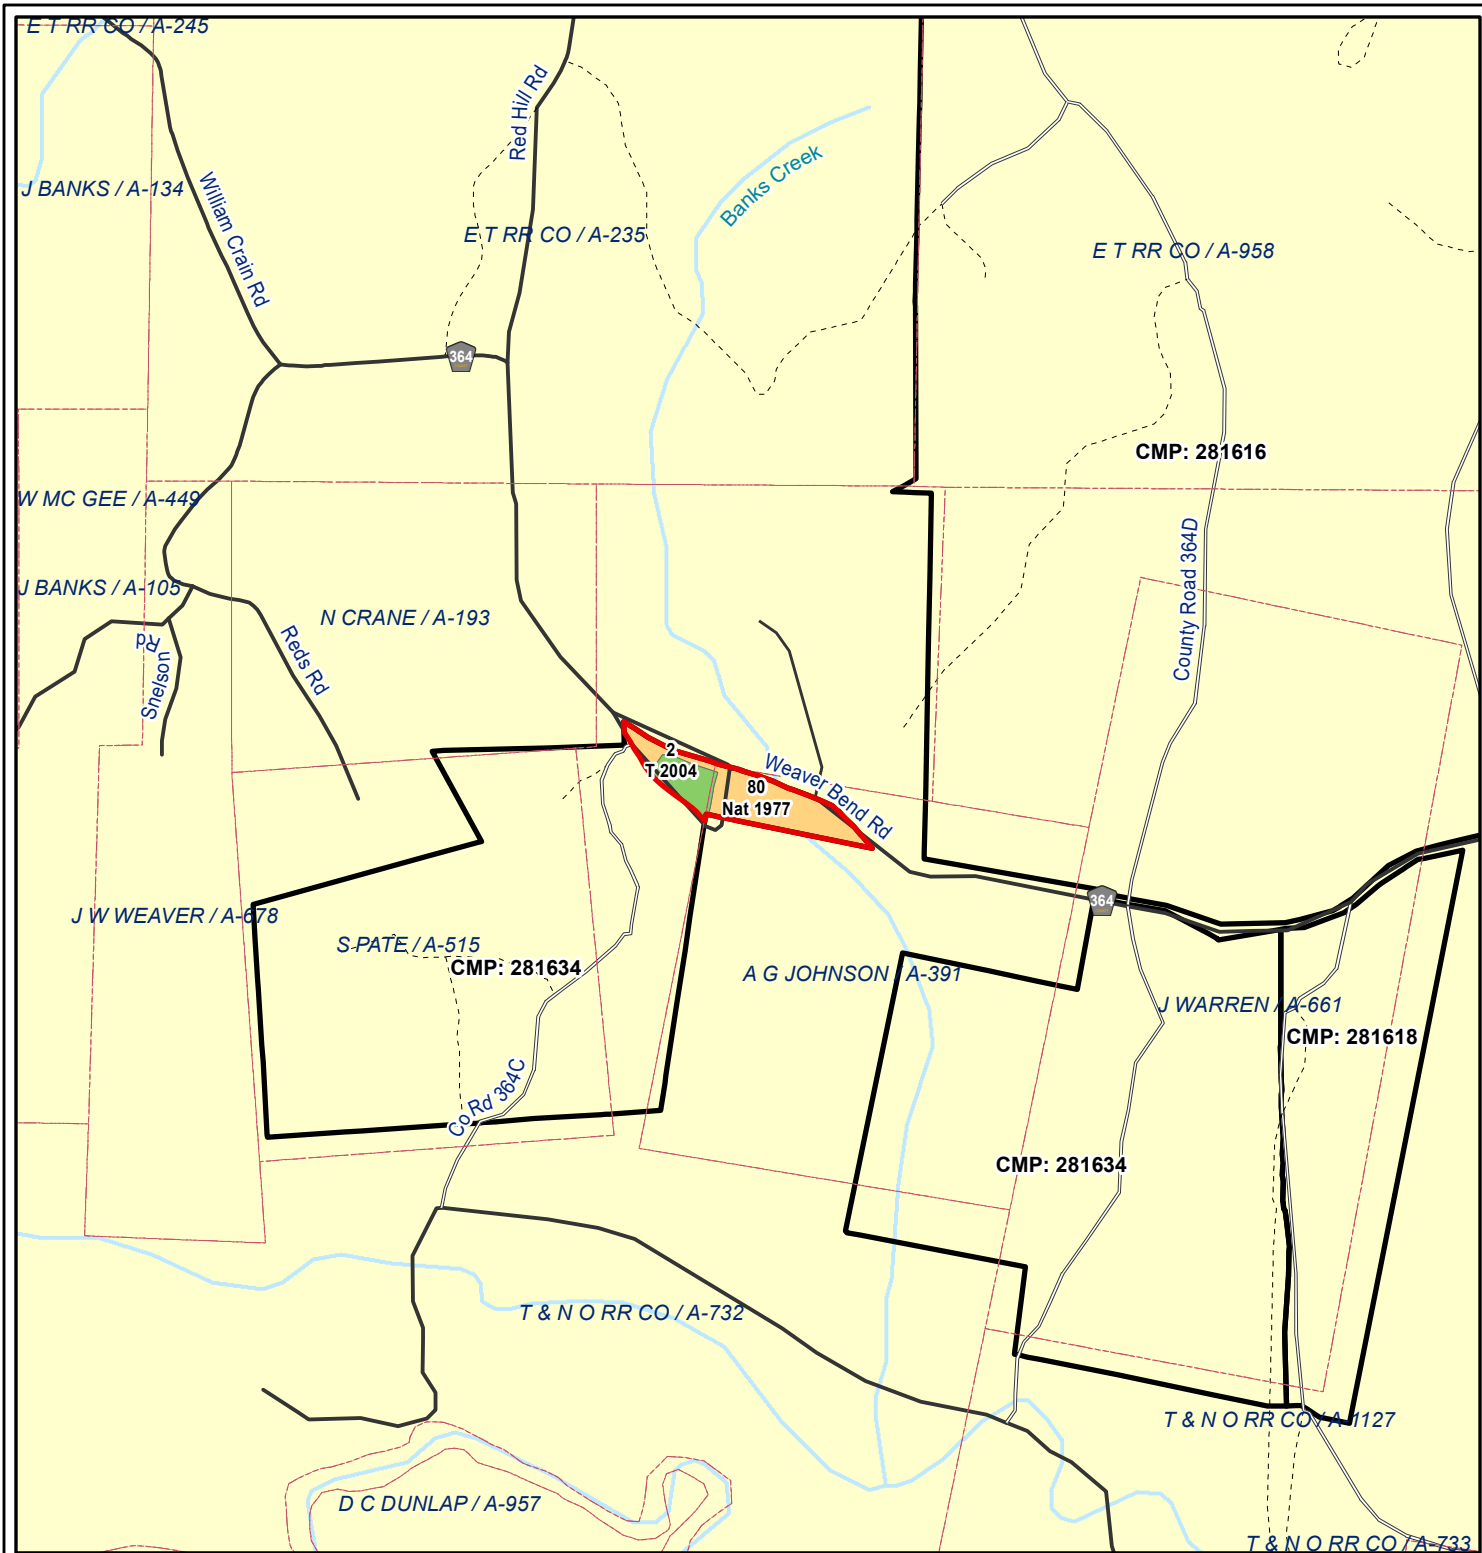 E T RR CO / A-245
Red Hill Rd
Banks Creek
J BANKS / A-134
William Crain Rd
E T RR CO / A-235
E T RR CO / A-958
364
CMP: 281616
W MC GEE / A-449
County Road 364D
J BANKS / A-105
N CRANE / A-193
Snelson Rd
Reds Rd
2
T 2004
80
Nat 1977
Weaver Bend Rd
364
J W WEAVER / A-678
S PATE / A-515
CMP: 281634
A G JOHNSON / A-391
J WARREN / A-661
CMP: 281618
Co Rd 364C
CMP: 281634
T & N O RR CO / A-732
T & N O RR CO / A-1127
D C DUNLAP / A-957
T & N O RR CO / A-733